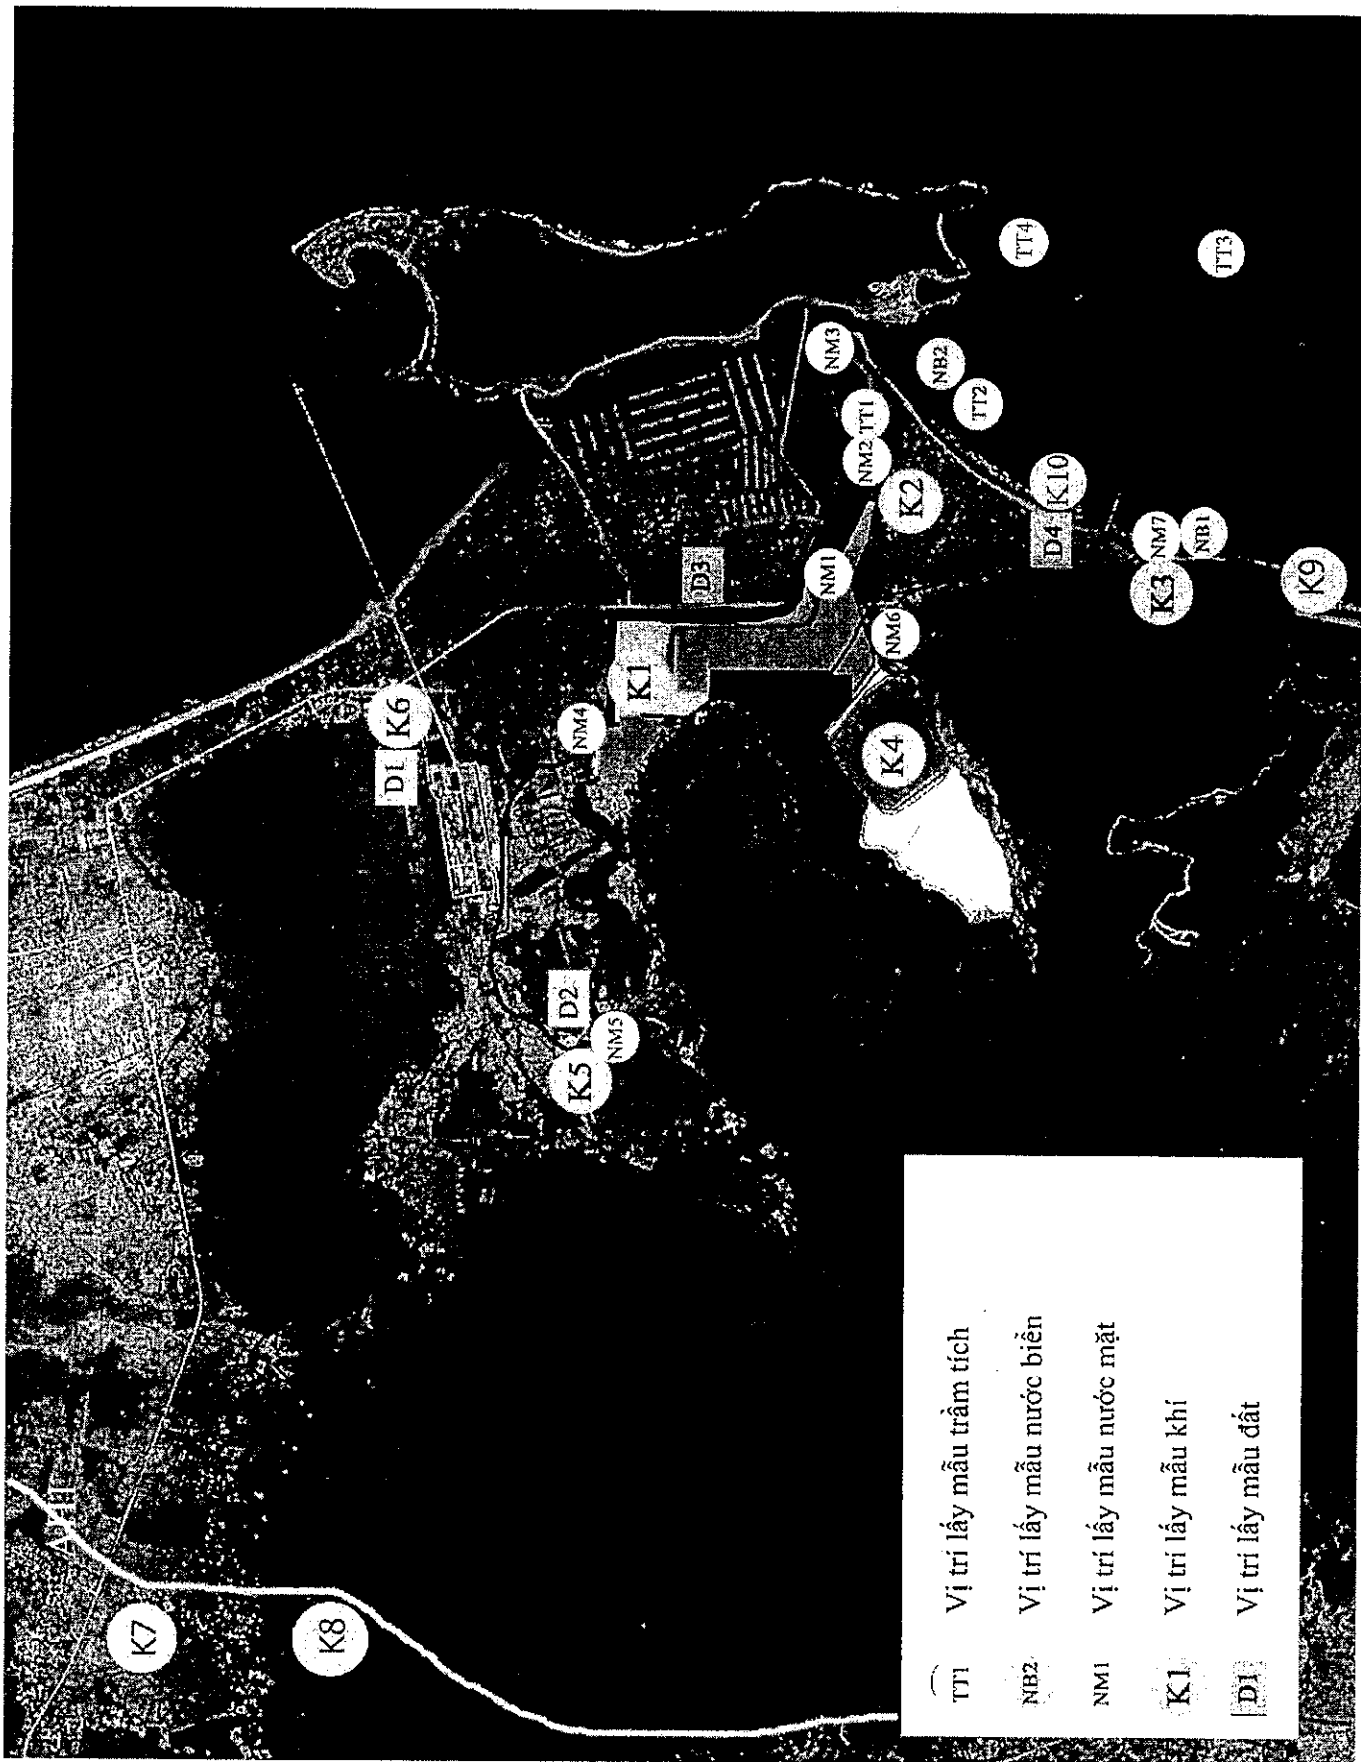 K7
K8
K5
NM5
D2
D1
K6
NM4
K1
D3
NM1
K4
NM6
K2
NM2
TT1
NM3
NB2
TT2
TT4
TT3
D4
K10
K3
NM7
NB1
K9
TT1 Vị trí lấy mẫu trầm tích
NB2 Vị trí lấy mẫu nước biển
NM1 Vị trí lấy mẫu nước mặt
K1 Vị trí lấy mẫu khí
D1 Vị trí lấy mẫu đất